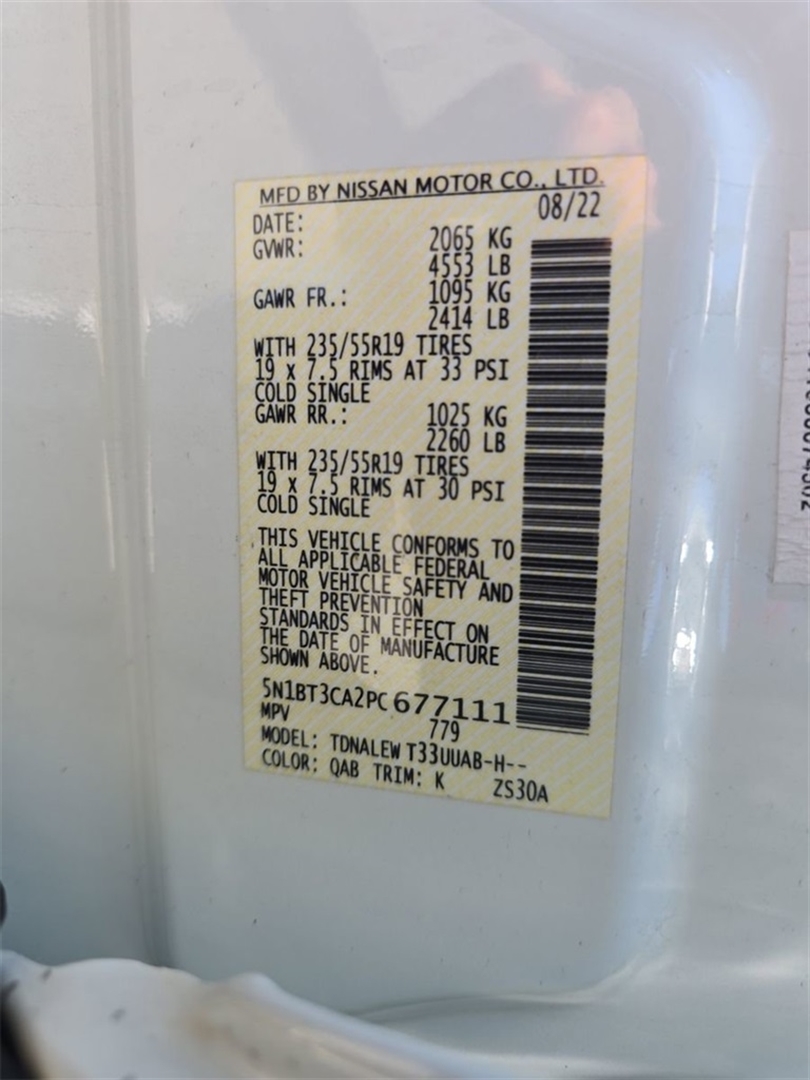 MFD BY NISSAN MOTOR CO., LTD.
DATE: 08/22
GVWR: 2065 KG
4553 LB
GAWR FR.: 1095 KG
2414 LB
WITH 235/55R19 TIRES
19 x 7.5 RIMS AT 33 PSI
COLD SINGLE
GAWR RR.: 1025 KG
2260 LB
WITH 235/55R19 TIRES
19 x 7.5 RIMS AT 30 PSI
COLD SINGLE
THIS VEHICLE CONFORMS TO
ALL APPLICABLE FEDERAL
MOTOR VEHICLE SAFETY AND
THEFT PREVENTION
STANDARDS IN EFFECT ON
THE DATE OF MANUFACTURE
SHOWN ABOVE.
5N1BT3CA2PC677111
MPV 779
MODEL: TDNALEW T33UUAB-H--
COLOR: QAB TRIM: K ZS30A